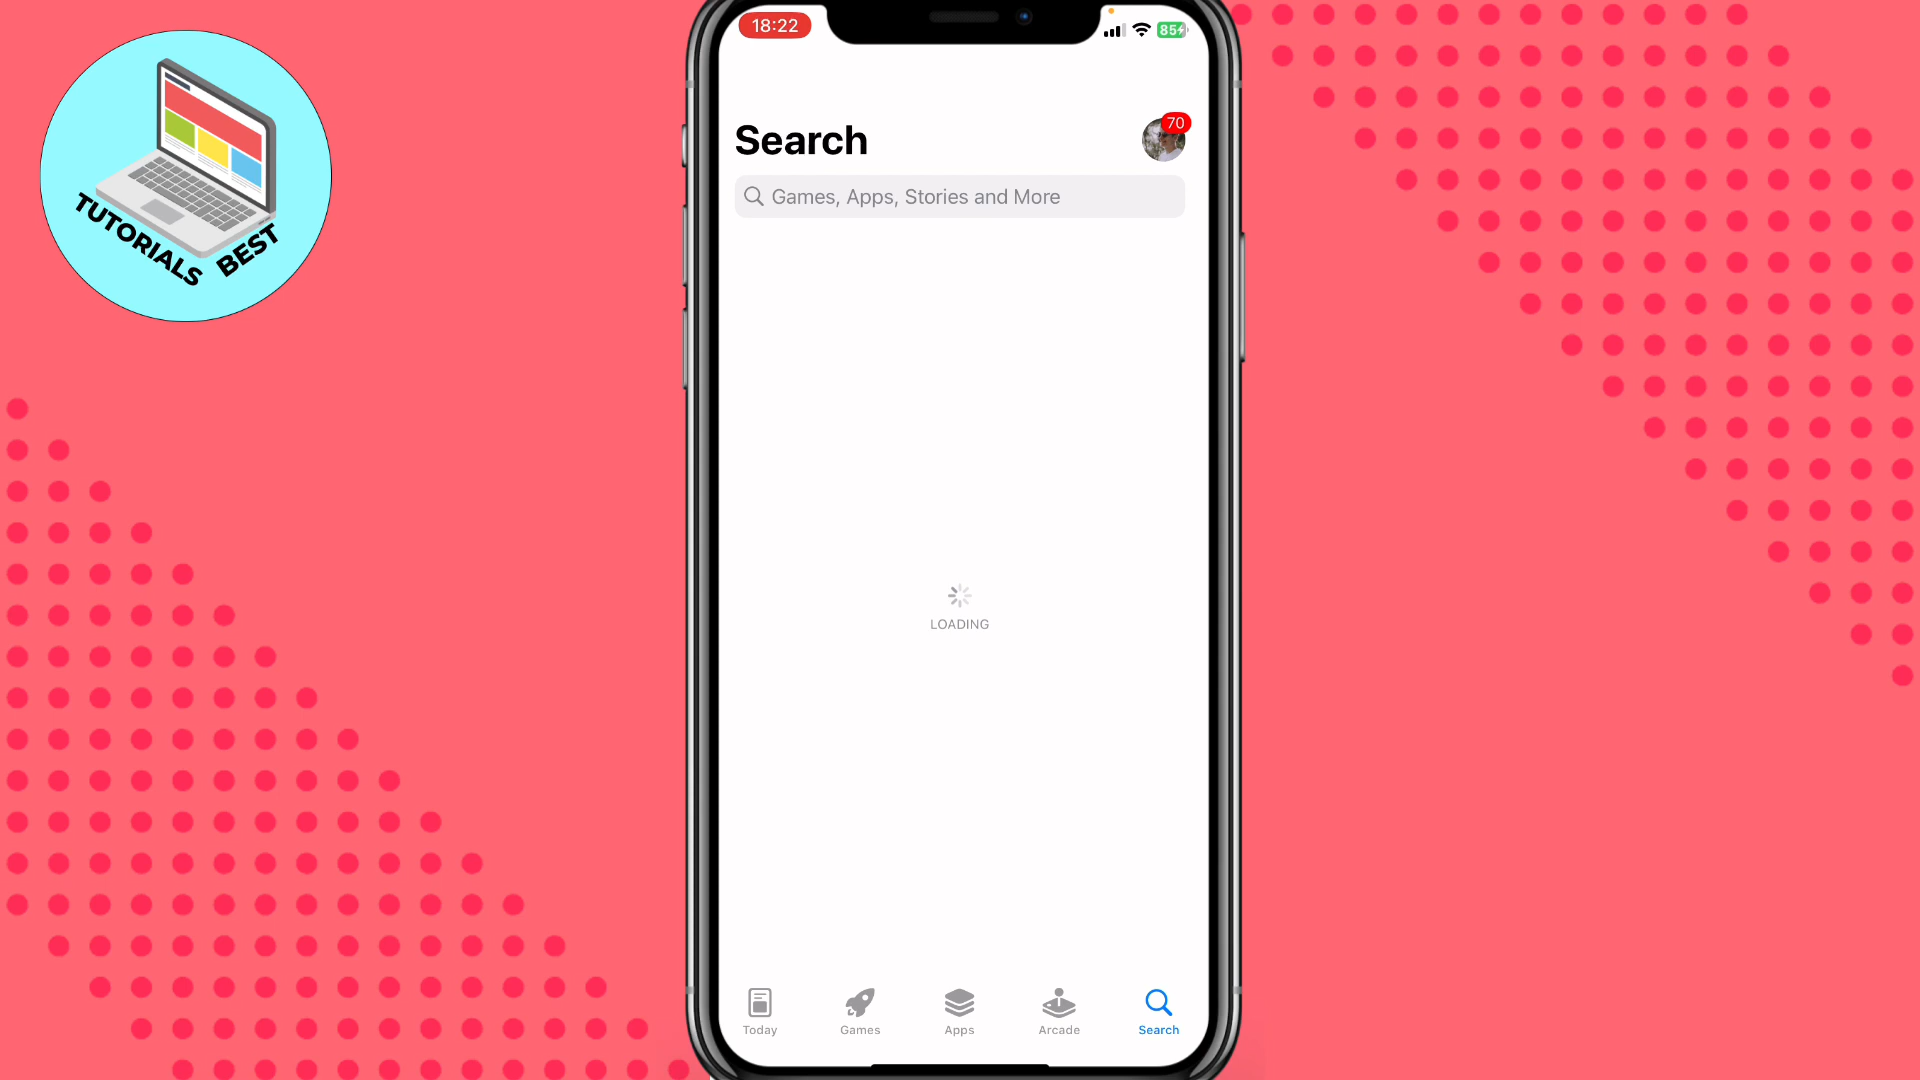 TUTORIALS BEST
18:22
85
Search
70
Games, Apps, Stories and More
LOADING
Today
Games
Apps
Arcade
Search